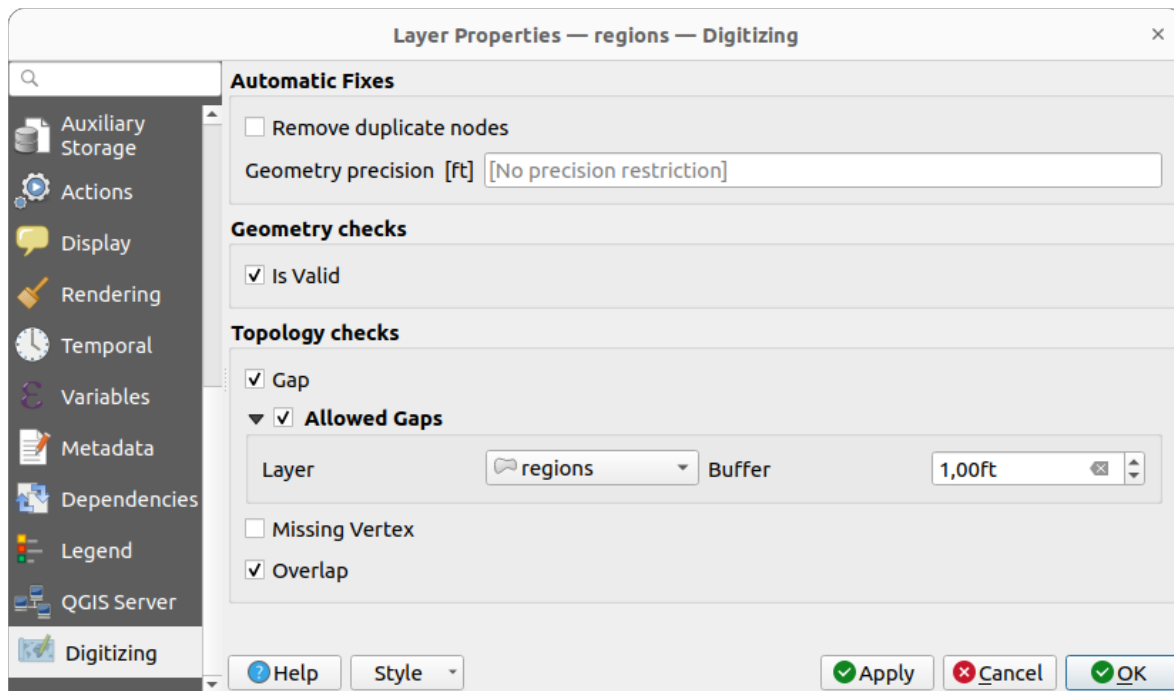 Layer Properties — regions — Digitizing
Auxiliary
Storage
Actions
Display
Rendering
Temporal
Variables
Metadata
Dependencies
Legend
QGIS Server
Digitizing
Automatic Fixes
Remove duplicate nodes
Geometry precision [ft] [No precision restriction]
Geometry checks
Is Valid
Topology checks
Gap
Allowed Gaps
Layer regions Buffer 1,00ft
Missing Vertex
Overlap
Help Style Apply Cancel OK